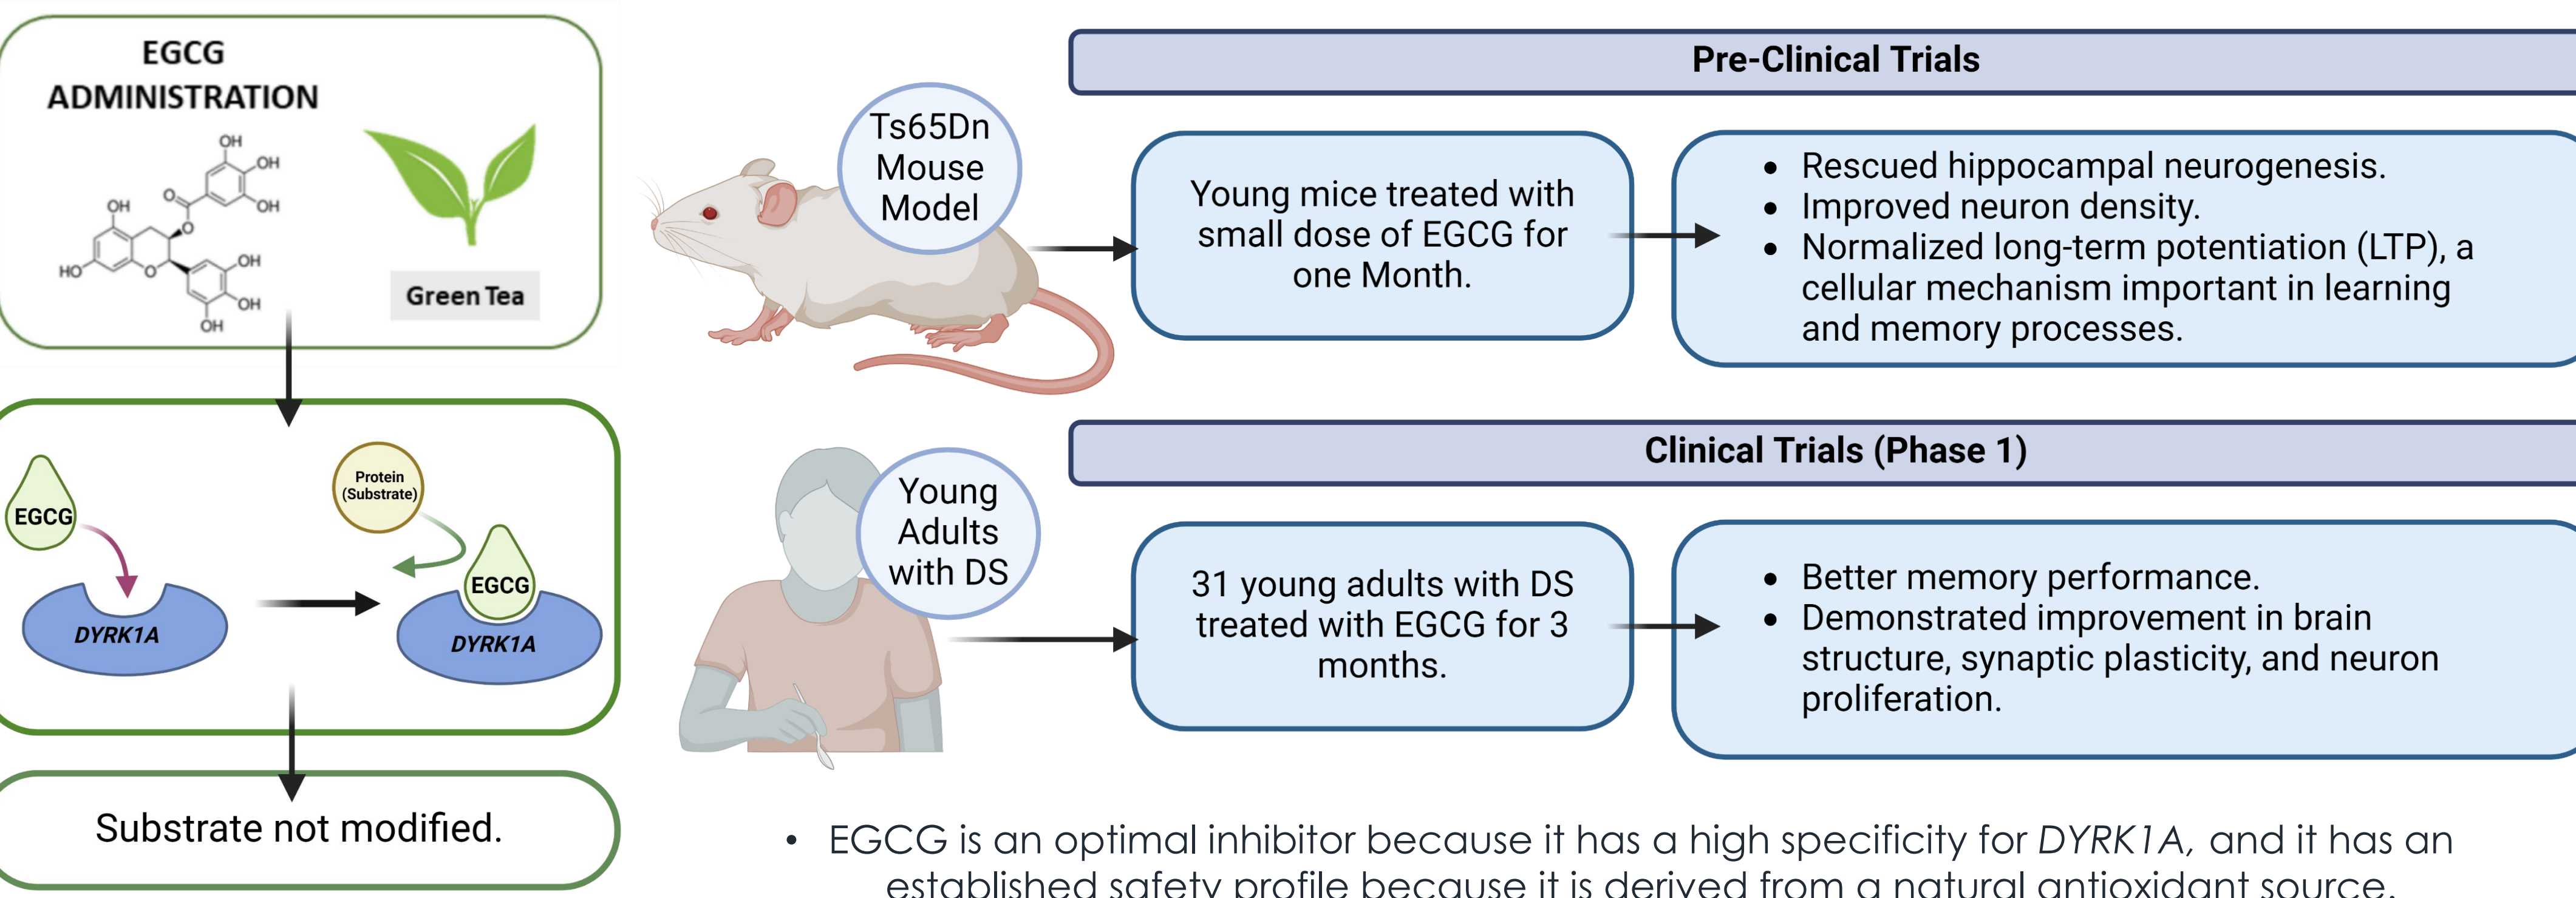 EGCG
ADMINISTRATION
OH
OH
OH
O
O
OH
HO
O
OH
OH
OH
Green Tea
EGCG
DYRK1A
Protein
(Substrate)
EGCG
DYRK1A
Substrate not modified.
Pre-Clinical Trials
Ts65Dn
Mouse
Model
Young mice treated with
small dose of EGCG for
one Month.
• Rescued hippocampal neurogenesis.
• Improved neuron density.
• Normalized long-term potentiation (LTP), a
cellular mechanism important in learning
and memory processes.
Clinical Trials (Phase 1)
Young
Adults
with DS
31 young adults with DS
treated with EGCG for 3
months.
• Better memory performance.
• Demonstrated improvement in brain
structure, synaptic plasticity, and neuron
proliferation.
• EGCG is an optimal inhibitor because it has a high specificity for DYRK1A, and it has an
established safety profile because it is derived from a natural antioxidant source.